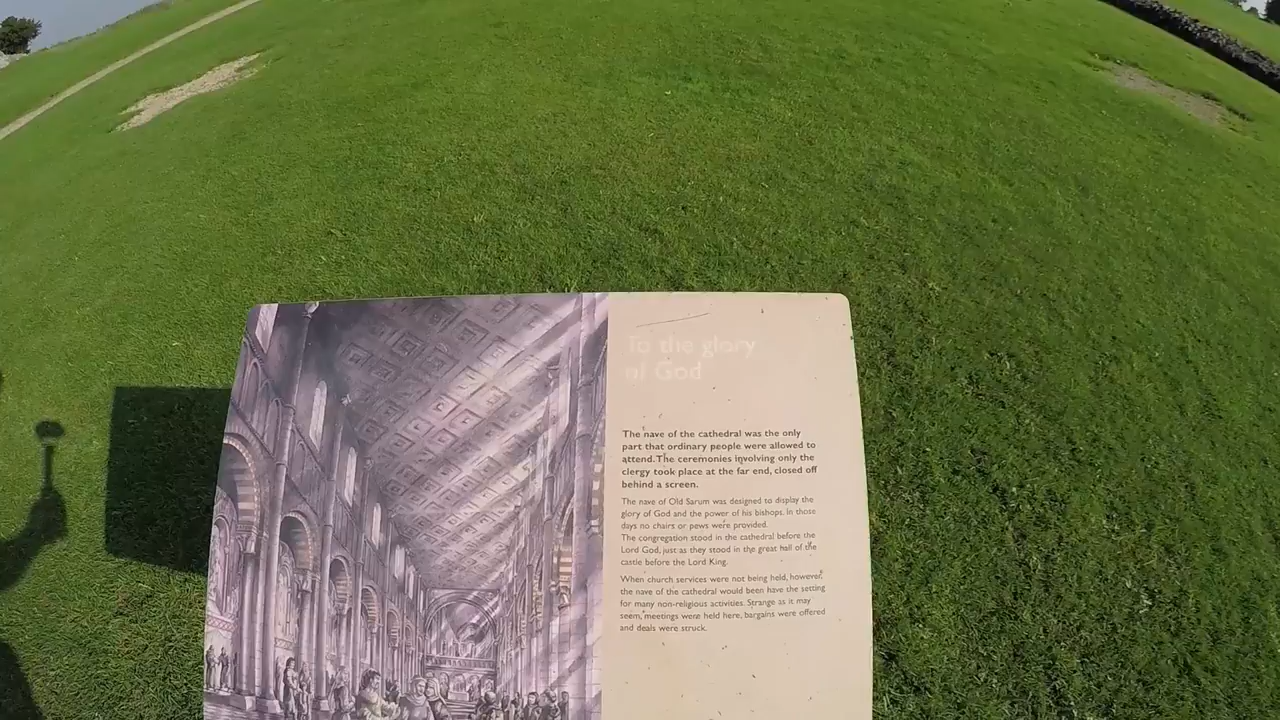 To the glory
of God
The nave of the cathedral was the only
part that ordinary people were allowed to
attend. The ceremonies involving only the
clergy took place at the far end, closed off
behind a screen.
The nave of Old Sarum was designed to display the
glory of God and the power of his bishops. In those
days no chairs or pews were provided.
The congregation stood in the cathedral before the
Lord God, just as they stood in the great hall of the
castle before the Lord King.
When church services were not being held, however,
the nave of the cathedral would been have the setting
for many non-religious activities. Strange as it may
seem, meetings were held here, bargains were offered
and deals were struck.